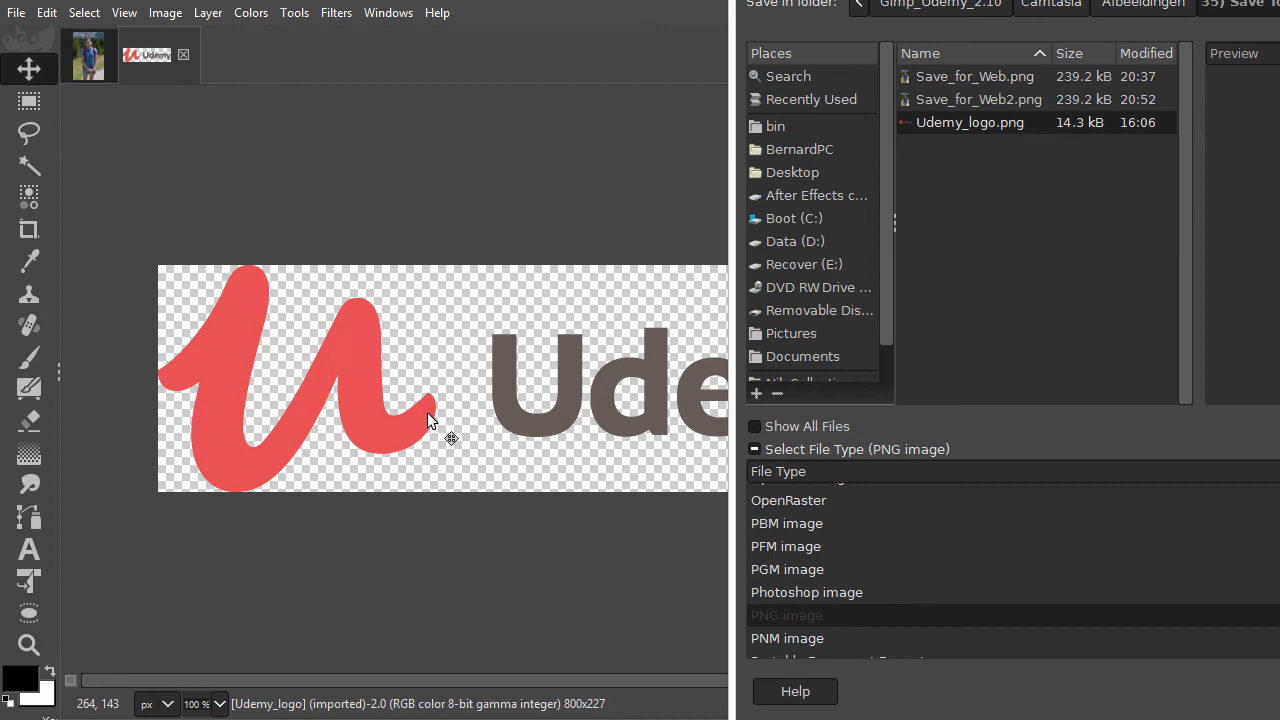 File Edit Select View Image Layer Colors Tools Filters Windows Help
Udemy
Ude
264, 143 px 100 % [Udemy_logo] (imported)-2.0 (RGB color 8-bit gamma integer) 800x227
Save in folder: Gimp_Udemy_2.10 Camtasia Afbeeldingen 35) Save
Places
Search
Recently Used
bin
BernardPC
Desktop
After Effects c...
Boot (C:)
Data (D:)
Recover (E:)
DVD RW Drive ...
Removable Dis...
Pictures
Documents
Name Size Modified
Save_for_Web.png 239.2 kB 20:37
Save_for_Web2.png 239.2 kB 20:52
Udemy_logo.png 14.3 kB 16:06
Preview
Show All Files
Select File Type (PNG image)
File Type
OpenRaster
PBM image
PFM image
PGM image
Photoshop image
PNG image
PNM image
Help